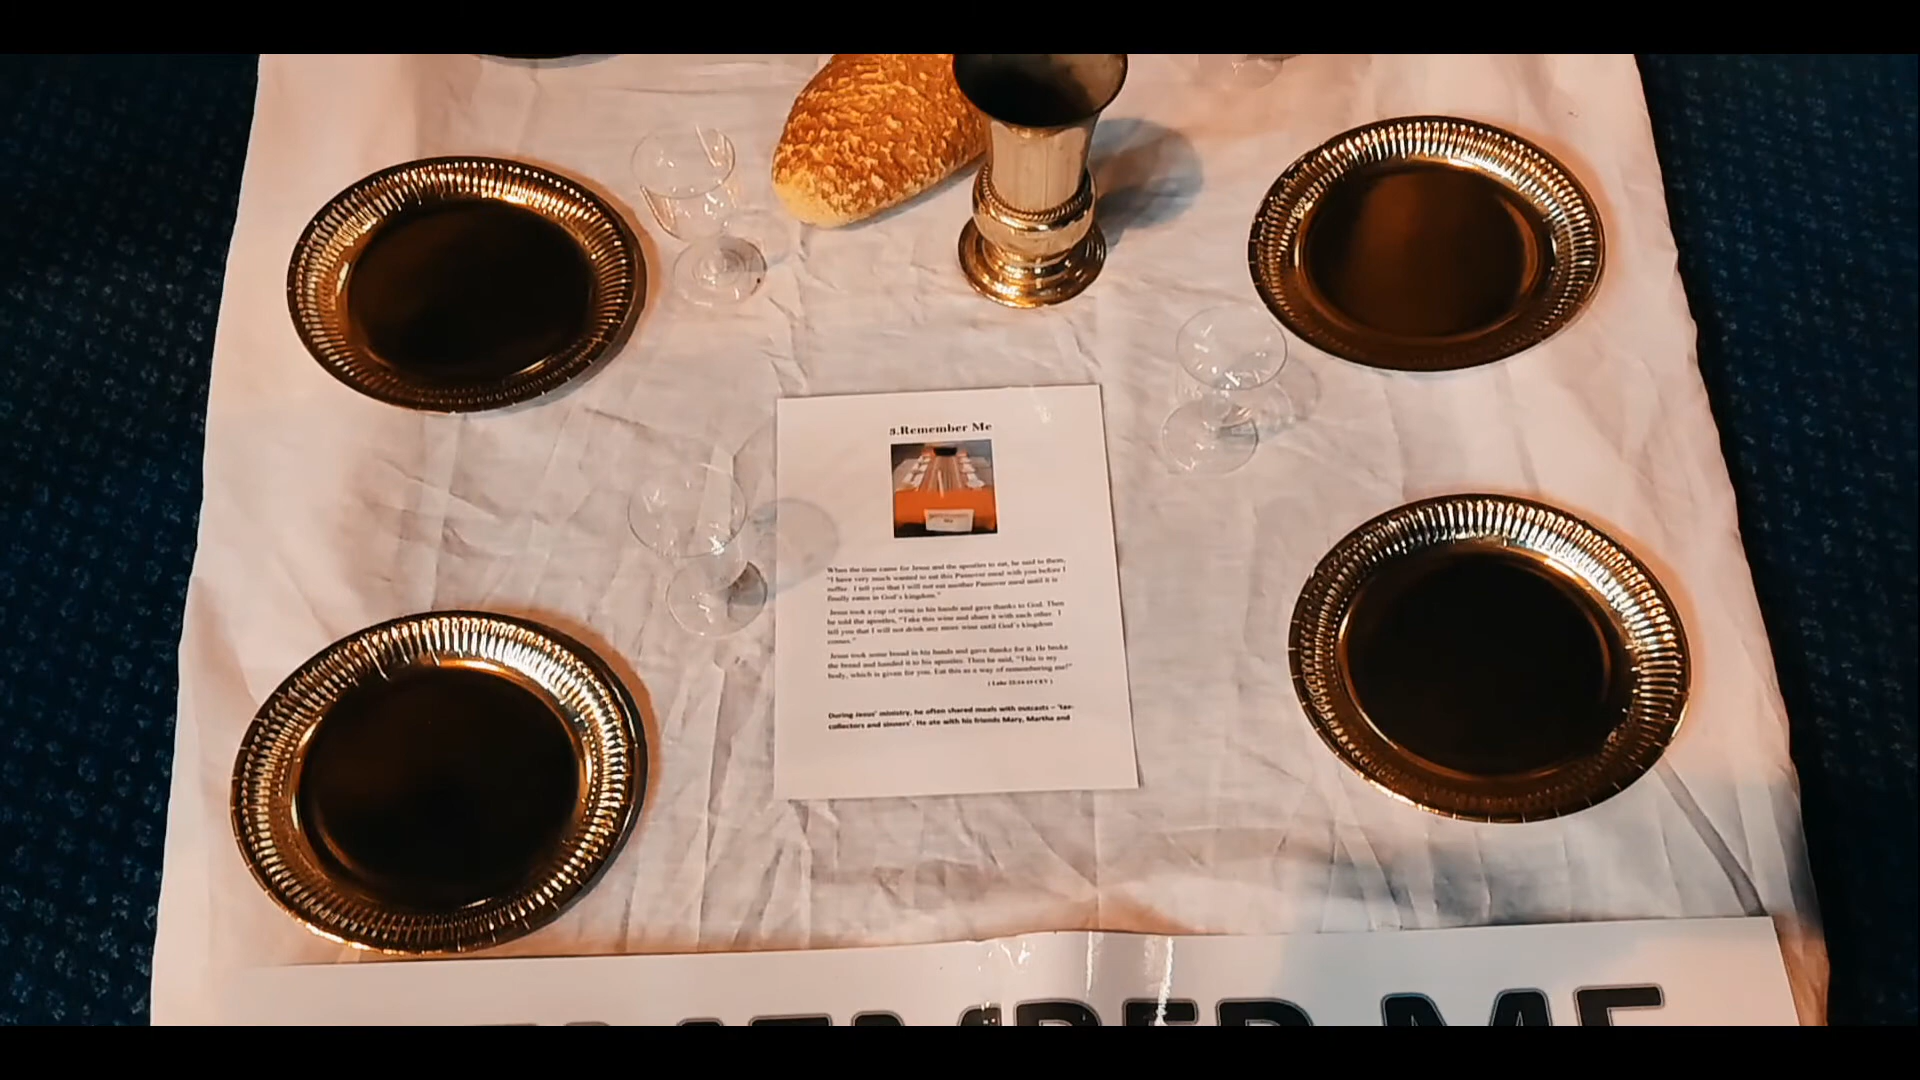 3.Remember Me
When the time came for Jesus and the apostles to eat, he said to them,
"I have very much wanted to eat this Passover meal with you before I
suffer. I tell you that I will not eat another Passover meal until it is
finally eaten in God's kingdom."
Jesus took a cup of wine in his hands and gave thanks to God. Then
he told the apostles, "Take this wine and share it with each other. I
tell you that I will not drink any more wine until God's kingdom
comes."
Jesus took some bread in his hands and gave thanks for it. He broke
the bread and handed it to his apostles. Then he said, "This is my
body, which is given for you. Eat this as a way of remembering me!"
( Luke 22:14-19 CEV )
During Jesus' ministry, he often shared meals with outcasts – 'tax-
collectors and sinners'. He ate with his friends Mary, Martha and
REMEMBER ME